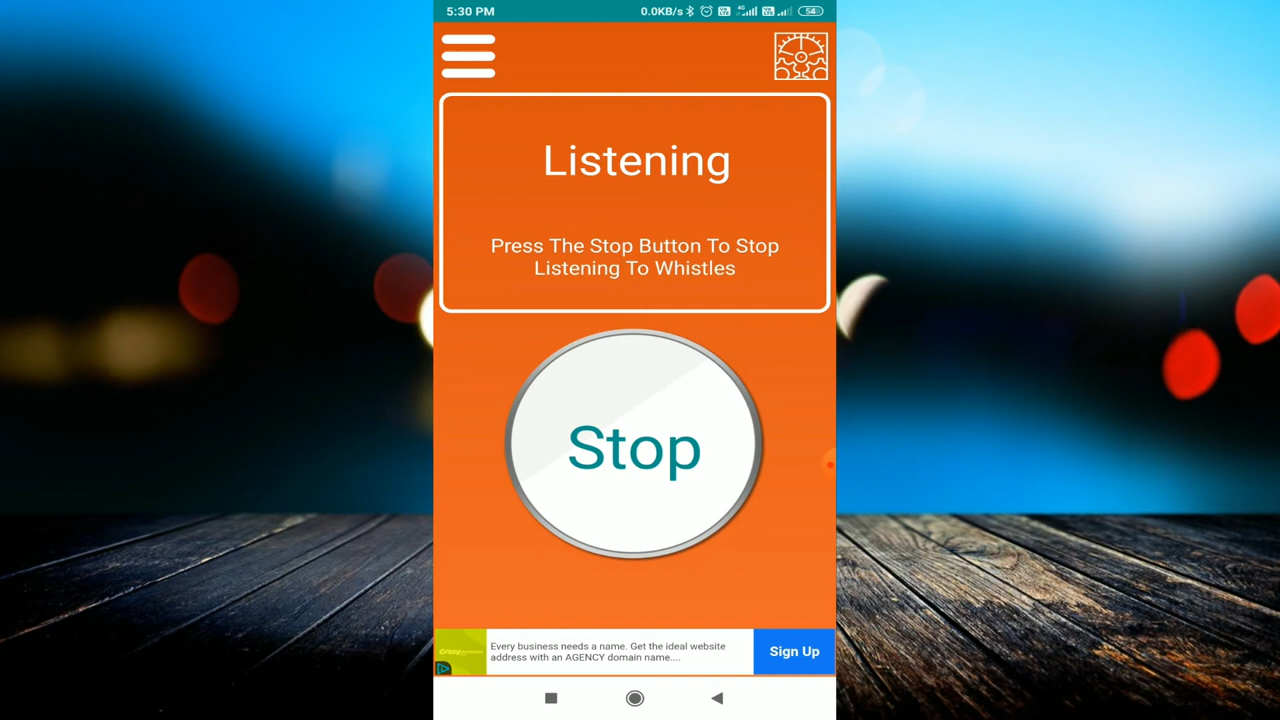 5:30 PM
0.0KB/s
4G
54
Listening
Press The Stop Button To Stop
Listening To Whistles
Stop
Every business needs a name. Get the ideal website
address with an AGENCY domain name....
Sign Up